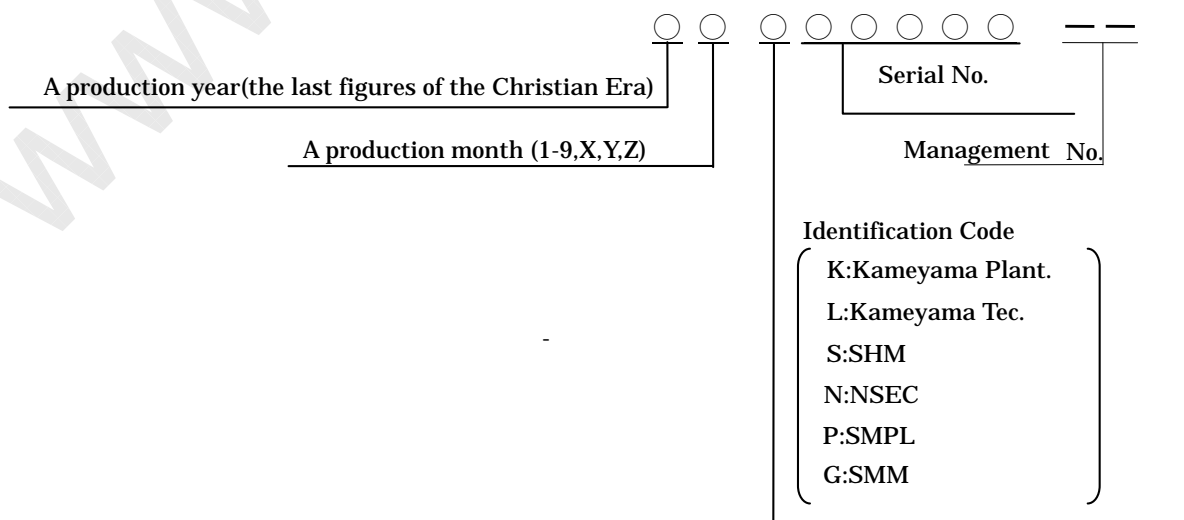 ○ ○ ○ ○ ○ ○ ○ ○ — —
A production year(the last figures of the Christian Era)
Serial No.
A production month (1-9,X,Y,Z)
Management No.
Identification Code
K:Kameyama Plant.
L:Kameyama Tec.
-
S:SHM
N:NSEC
P:SMPL
G:SMM